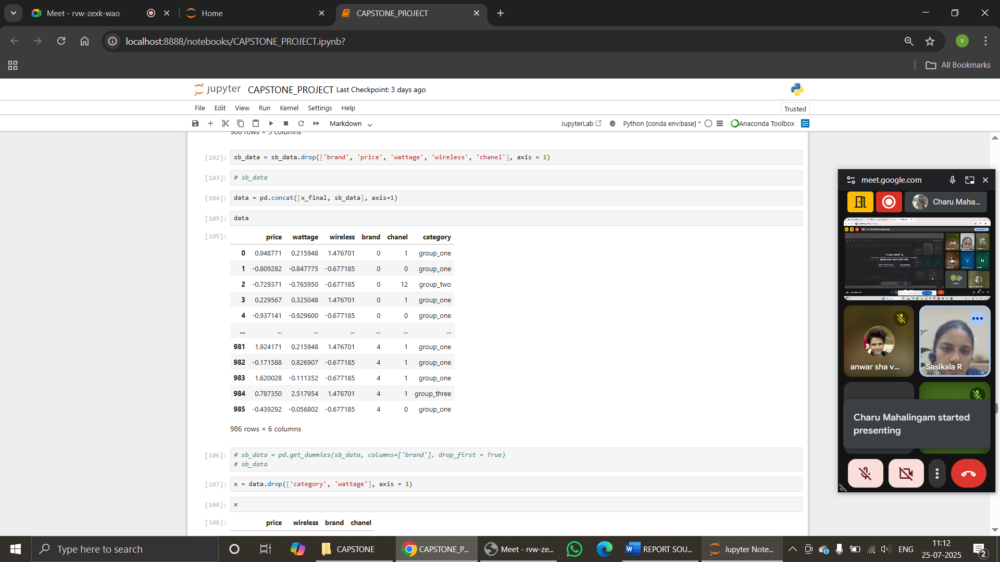 Meet - rvw-zexk-wao
Home
CAPSTONE_PROJECT
localhost:8888/notebooks/CAPSTONE_PROJECT.ipynb?
V
All Bookmarks
jupyter CAPSTONE_PROJECT Last Checkpoint: 3 days ago
File Edit View Run Kernel Settings Help
Trusted
Markdown
JupyterLab Python [conda env:base] * Anaconda Toolbox
986 rows × 5 columns
[102]: sb_data = sb_data.drop(['brand', 'price', 'wattage', 'wireless', 'chanel'], axis = 1)
[103]: # sb_data
[104]: data = pd.concat([x_final, sb_data], axis=1)
[105]: data
[105]: price wattage wireless brand chanel category
0 0.948771 0.215948 1.476701 0 1 group_one
1 -0.809282 -0.847775 -0.677185 0 0 group_one
2 -0.729371 -0.765950 -0.677185 0 12 group_two
3 0.229567 0.325048 1.476701 0 1 group_one
4 -0.937141 -0.929600 -0.677185 0 0 group_one
... ... ... ... ... ... ...
981 1.924171 0.215948 1.476701 4 1 group_one
982 -0.171588 0.826907 -0.677185 4 1 group_one
983 1.620028 -0.111352 -0.677185 4 1 group_one
984 0.787350 2.517954 1.476701 4 1 group_three
985 -0.439292 -0.056802 -0.677185 4 0 group_one
986 rows × 6 columns
[106]: # sb_data = pd.get_dummies(sb_data, columns=['brand'], drop_first = True)
# sb_data
[107]: x = data.drop(['category', 'wattage'], axis = 1)
[108]: x
[108]: price wireless brand chanel
meet.google.com
Charu Maha...
anwar sha v...
Sasikala R
Charu Mahalingam started
presenting
Type here to search
CAPSTONE
CAPSTONE_P...
Meet - rvw-ze...
REPORT SOU...
Jupyter Note...
ENG
11:12
25-07-2025
2